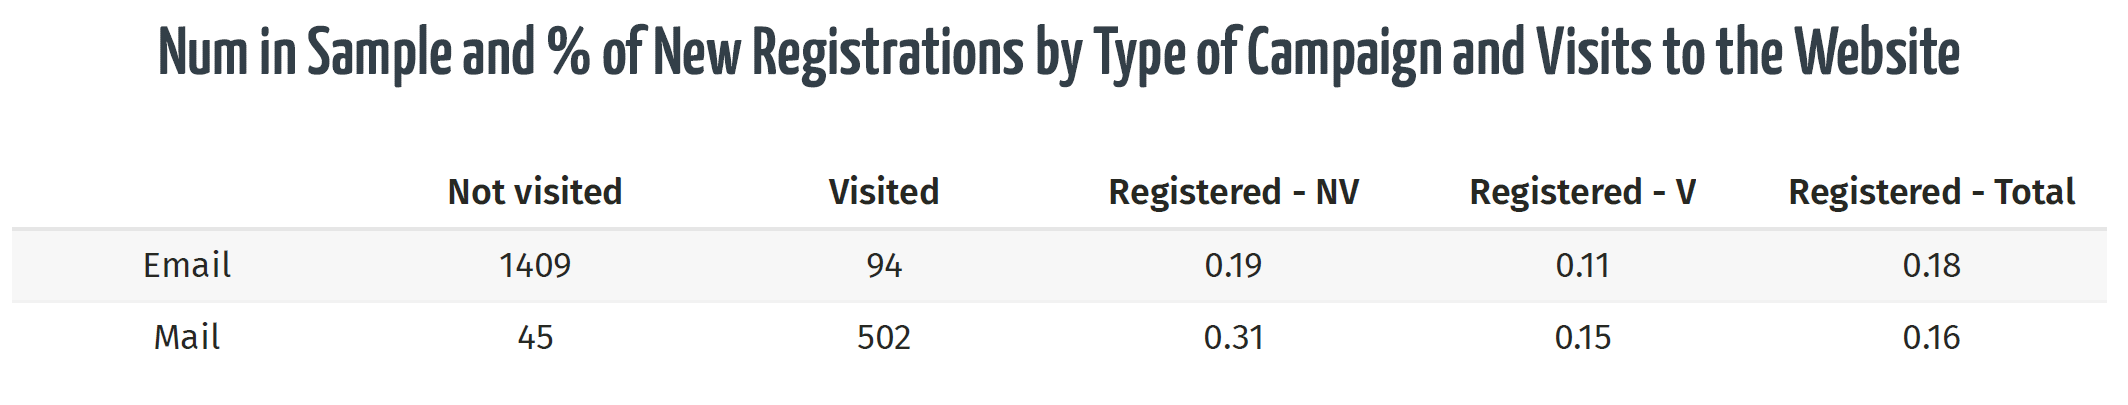 Num in Sample and % of New Registrations by Type of Campaign and Visits to the Website
Not visited Visited Registered - NV Registered - V Registered - Total
Email 1409 94 0.19 0.11 0.18
Mail 45 502 0.31 0.15 0.16